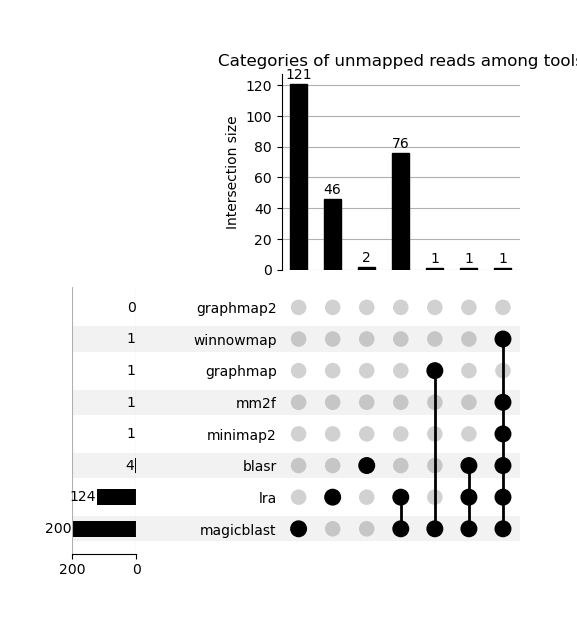 Categories of unmapped reads among tools
121
120
100
80
60
40
20
0
Intersection size
46
2
76
1
1
1
0 graphmap2
1 winnowmap
1 graphmap
1 mm2f
1 minimap2
4 blasr
124 lra
200 magicblast
200 0